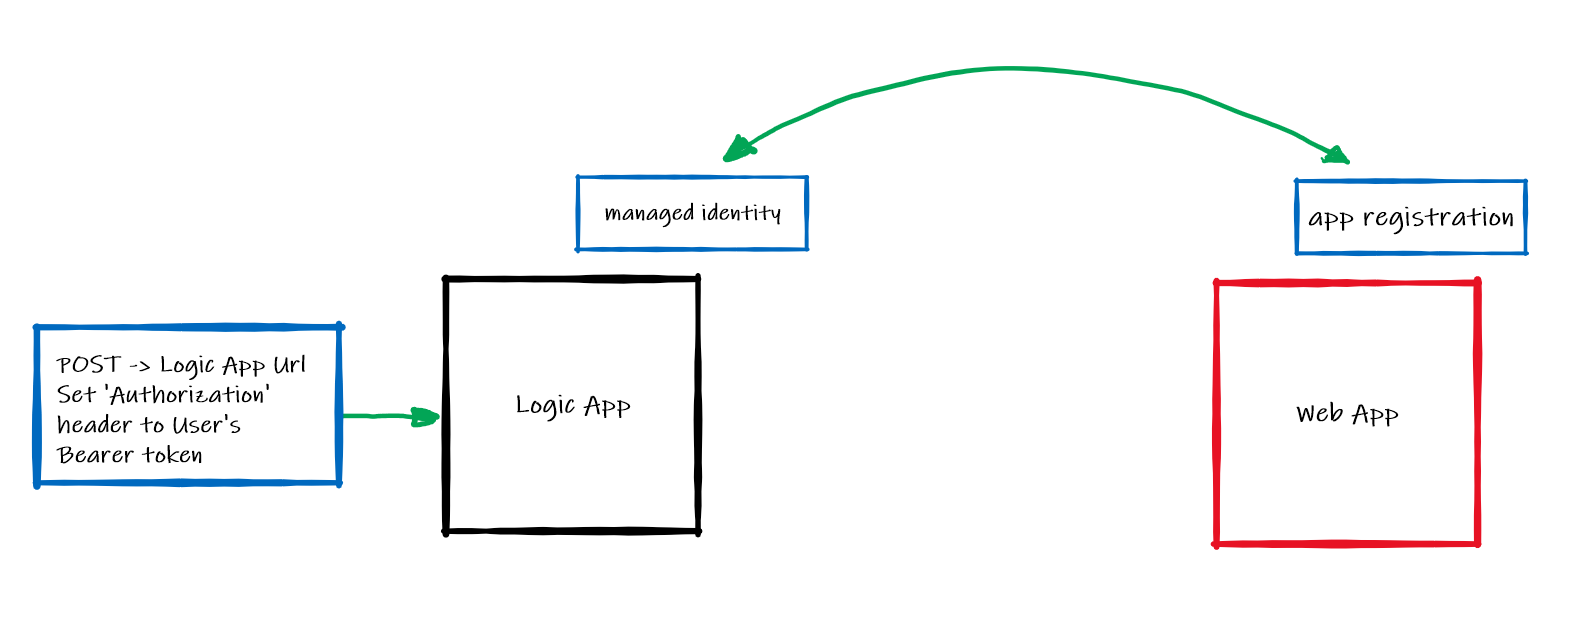 managed identity
app registration
POST -> Logic App Url
Set 'Authorization'
header to User's
Bearer token
Logic App
Web App